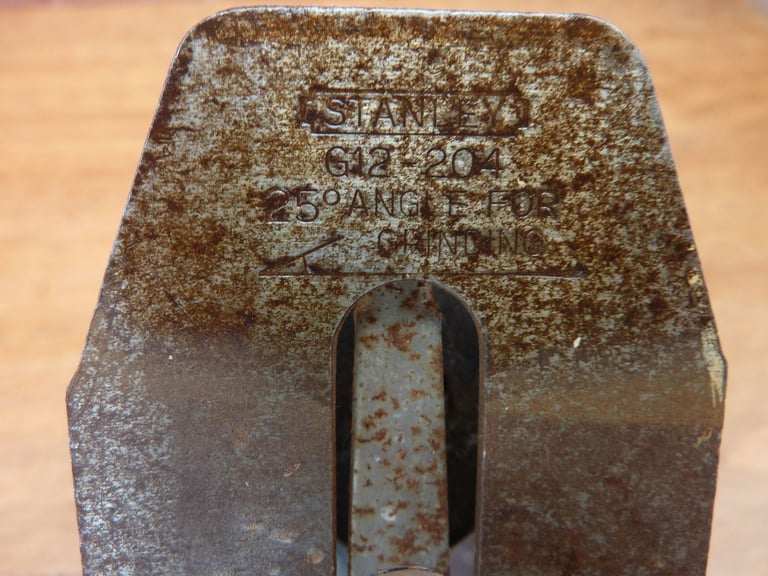 STANLEY
G12-204
25° ANGLE FOR
GRINDING